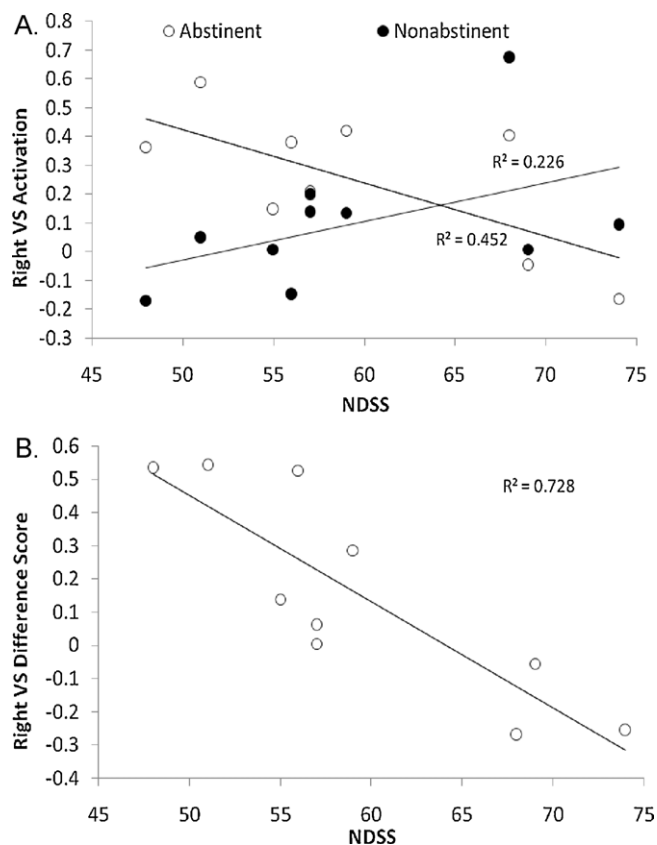 A.
Abstinent Nonabstinent
0.8
0.7
0.6
0.5
0.4
0.3
0.2
0.1
0
-0.1
-0.2
-0.3
Right VS Activation
R² = 0.226
R² = 0.452
45 50 55 60 65 70 75
NDSS
B.
0.6
0.5
0.4
0.3
0.2
0.1
0
-0.1
-0.2
-0.3
-0.4
Right VS Difference Score
R² = 0.728
45 50 55 60 65 70 75
NDSS